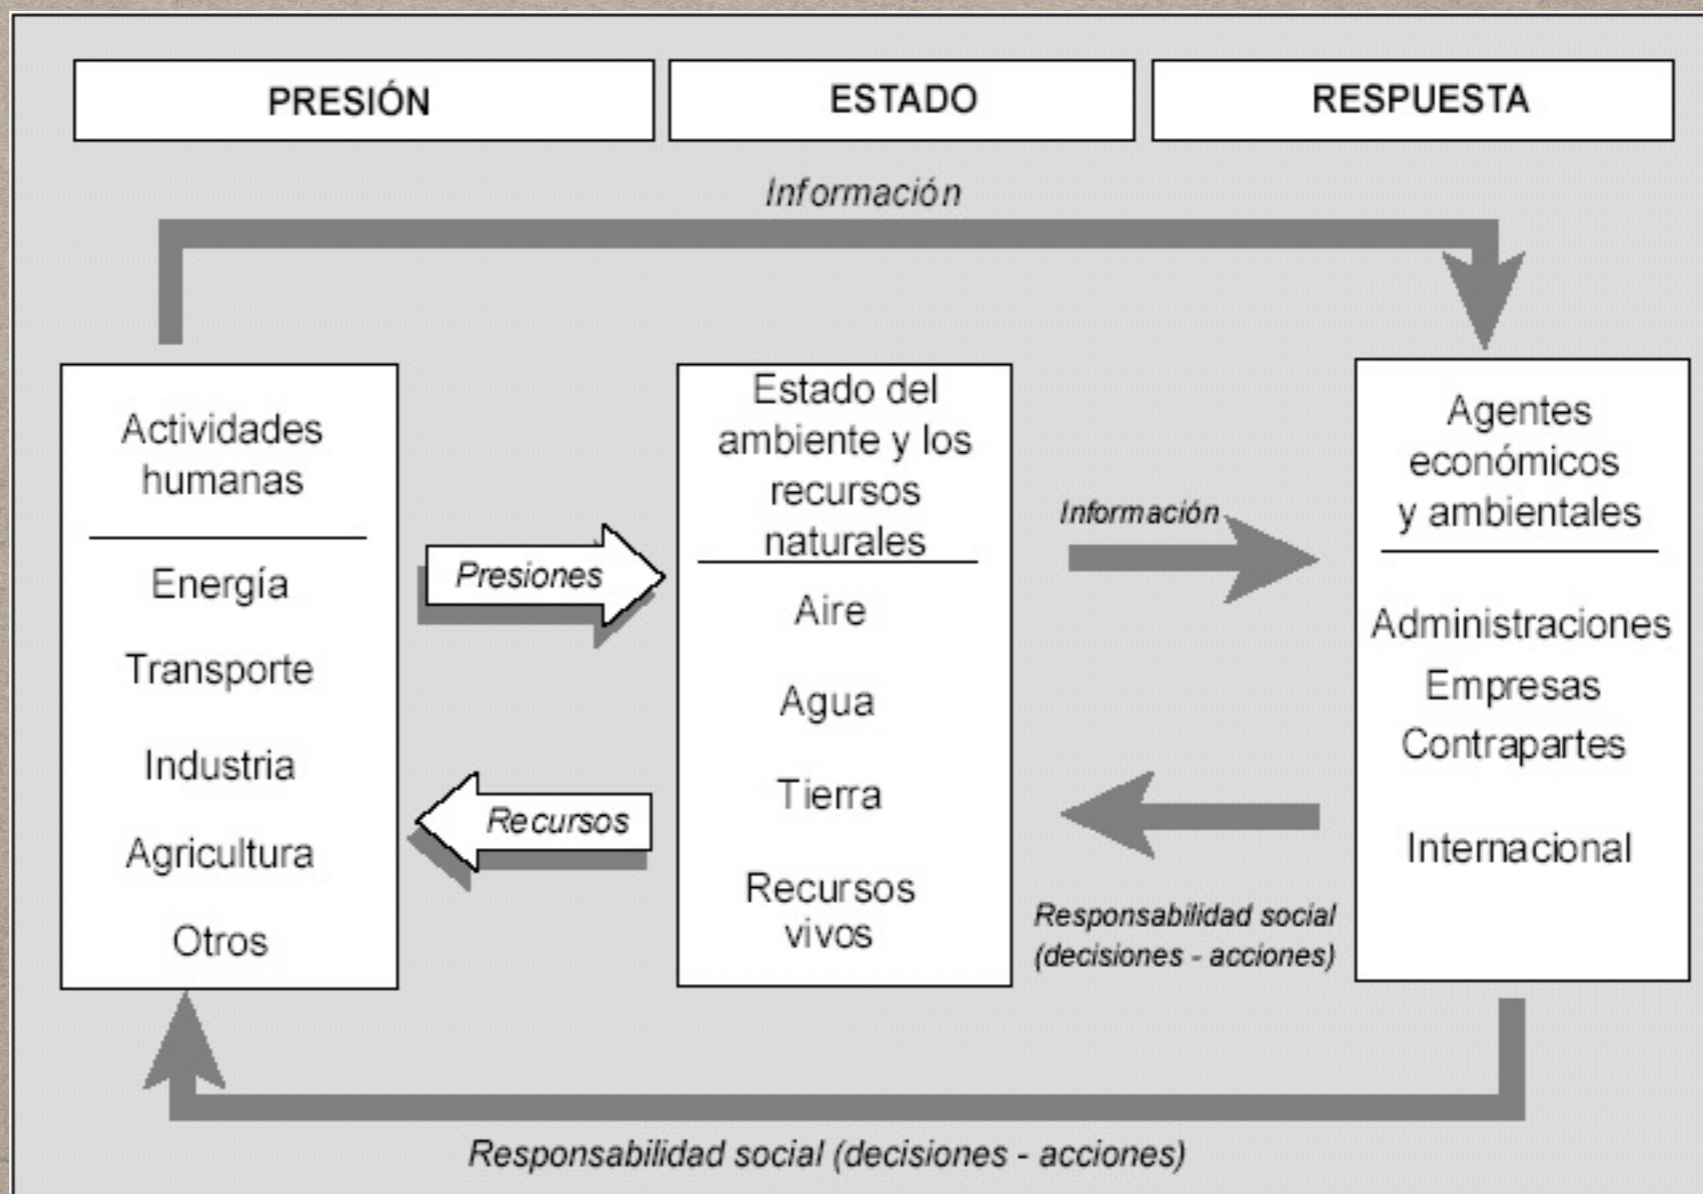 PRESIÓN
ESTADO
RESPUESTA
Información
Actividades
humanas
Energía
Transporte
Industria
Agricultura
Otros
Presiones
Recursos
Estado del
ambiente y los
recursos
naturales
Aire
Agua
Tierra
Recursos
vivos
Información
Responsabilidad social
(decisiones - acciones)
Agentes
económicos
y ambientales
Administraciones
Empresas
Contrapartes
Internacional
Responsabilidad social (decisiones - acciones)